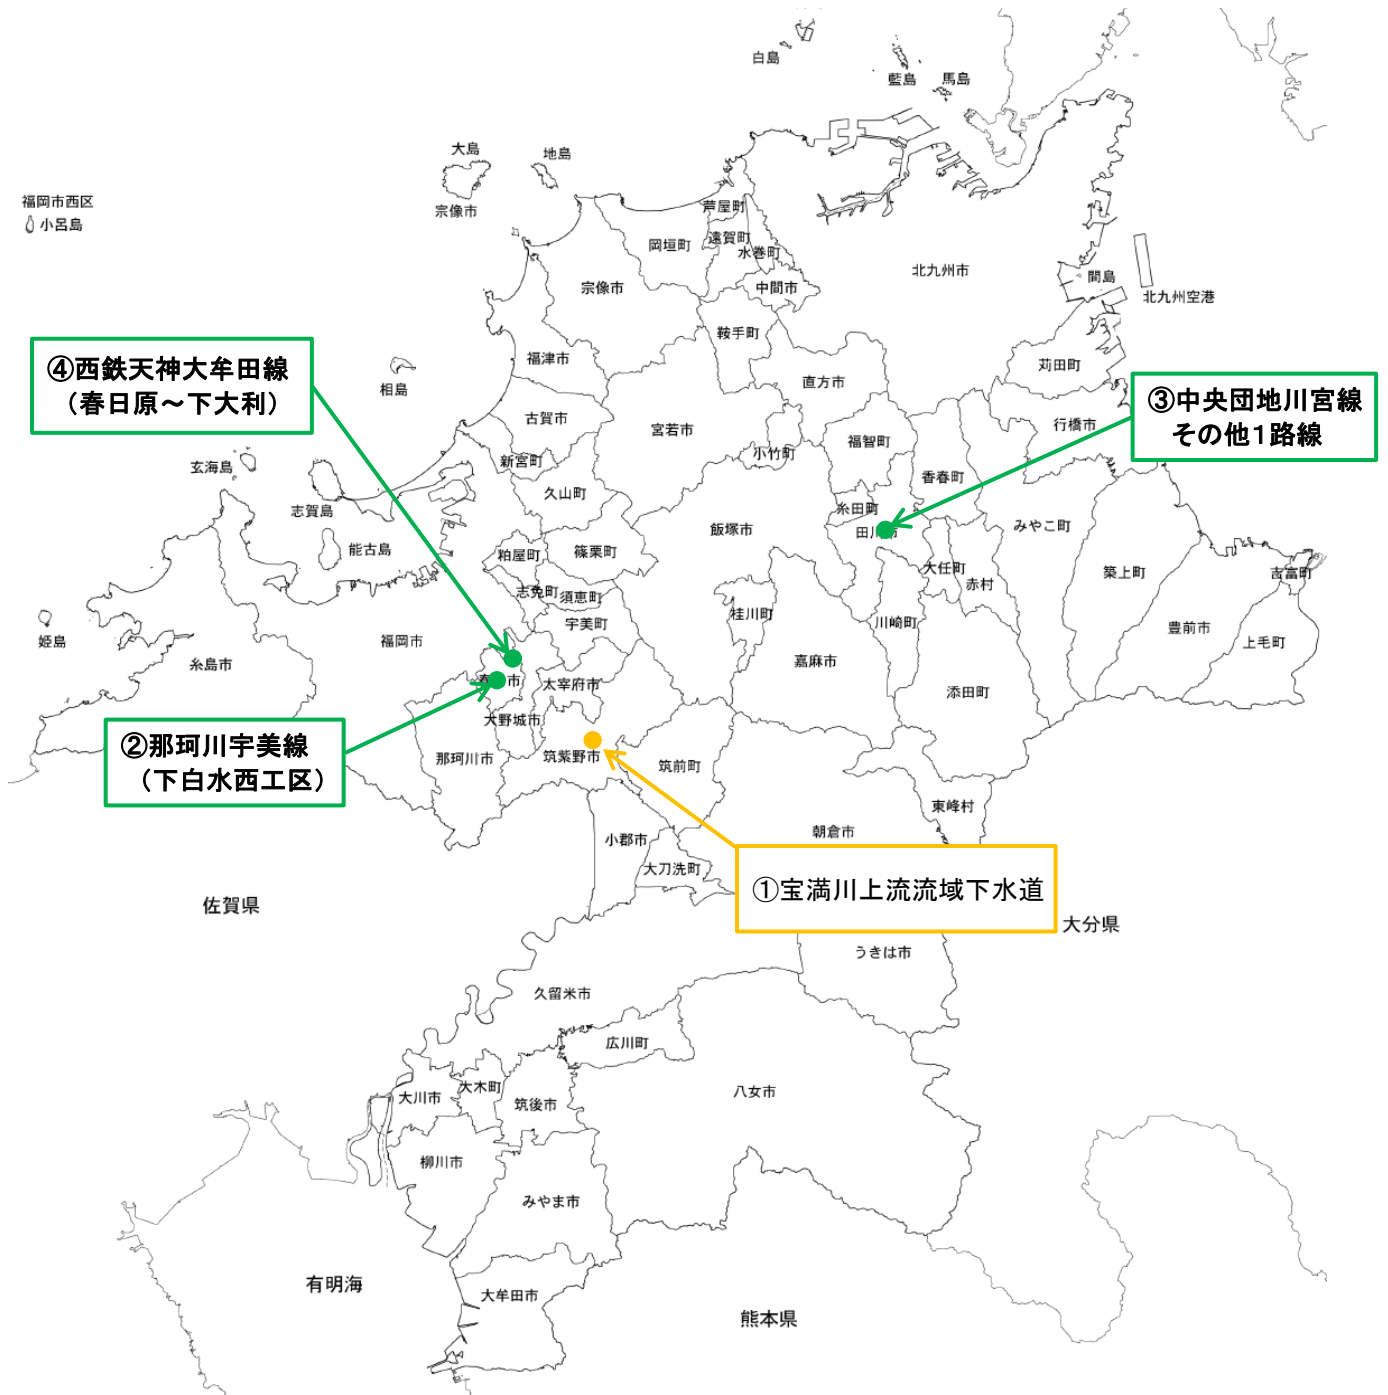 白島
藍島
馬島
大島
地島
宗像市
福岡市西区
小呂島
芦屋町
遠賀町
水巻町
岡垣町
北九州市
宗像市
中間市
間島
北九州空港
鞍手町
④西鉄天神大牟田線
（春日原～下大利）
福津市
相島
直方市
苅田町
③中央団地川宮線
その他1路線
古賀市
宮若市
行橋市
福智町
小竹町
新宮町
玄海島
香春町
久山町
志賀島
糸田町
飯塚市
みやこ町
田川市
能古島
粕屋町
篠栗町
大任町
赤村
築上町
吉富町
志免町
須恵町
桂川町
川崎町
宇美町
豊前市
姫島
福岡市
上毛町
糸島市
嘉麻市
市
太宰府市
添田町
大野城市
②那珂川宇美線
（下白水西工区）
那珂川市
筑紫野市
筑前町
東峰村
朝倉市
小郡市
大刀洗町
①宝満川上流流域下水道
佐賀県
大分県
うきは市
久留米市
広川町
大川市
大木町
筑後市
八女市
柳川市
みやま市
有明海
大牟田市
熊本県